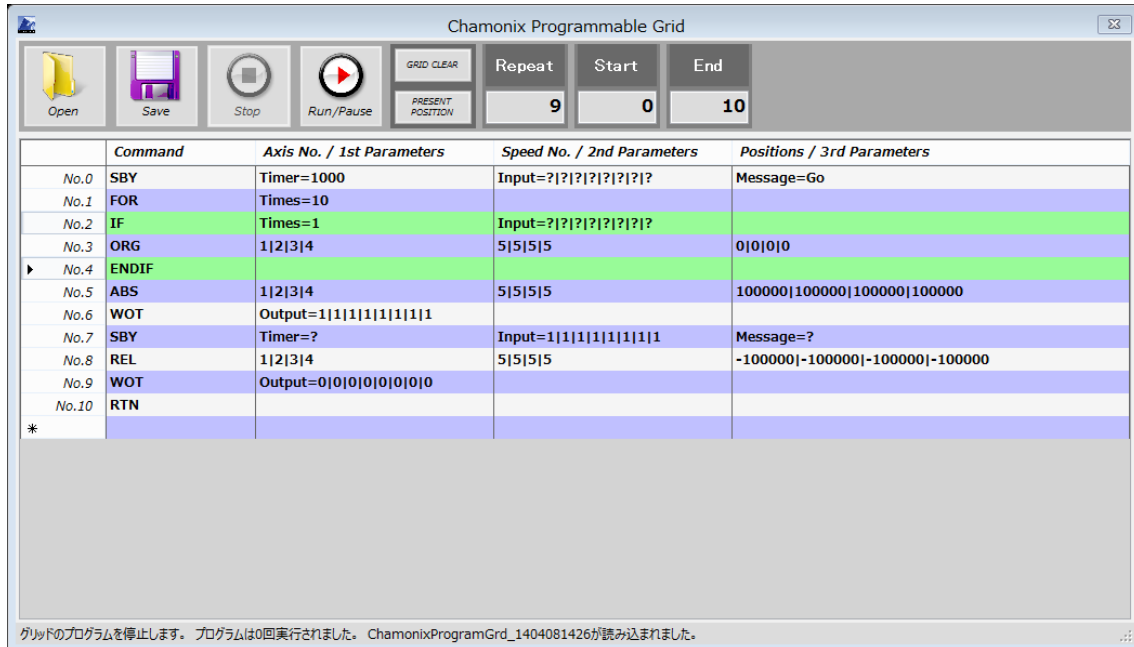 Chamonix Programmable Grid
Open
Save
Stop
Run/Pause
GRID CLEAR
PRESENT
POSITION
Repeat Start End
9 0 10
Command Axis No. / 1st Parameters Speed No. / 2nd Parameters Positions / 3rd Parameters
No.0 SBY Timer=1000 Input=?|?|?|?|?|?|?|? Message=Go
No.1 FOR Times=10
No.2 IF Times=1 Input=?|?|?|?|?|?|?|?
No.3 ORG 1|2|3|4 5|5|5|5 0|0|0|0
No.4 ENDIF
No.5 ABS 1|2|3|4 5|5|5|5 100000|100000|100000|100000
No.6 WOT Output=1|1|1|1|1|1|1|1
No.7 SBY Timer=? Input=1|1|1|1|1|1|1|1 Message=?
No.8 REL 1|2|3|4 5|5|5|5 -100000|-100000|-100000|-100000
No.9 WOT Output=0|0|0|0|0|0|0|0
No.10 RTN
グリッドのプログラムを停止します。 プログラムは0回実行されました。 ChamonixProgramGrd_1404081426が読み込まれました。